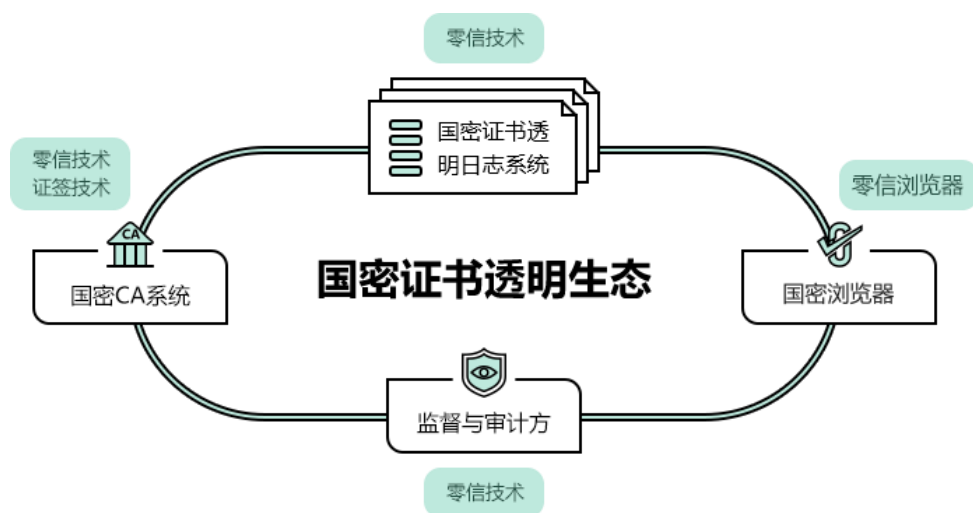 零信技术
国密证书透
明日志系统
零信技术
证签技术
零信浏览器
CA
国密CA系统
国密证书透明生态
国密浏览器
监督与审计方
零信技术